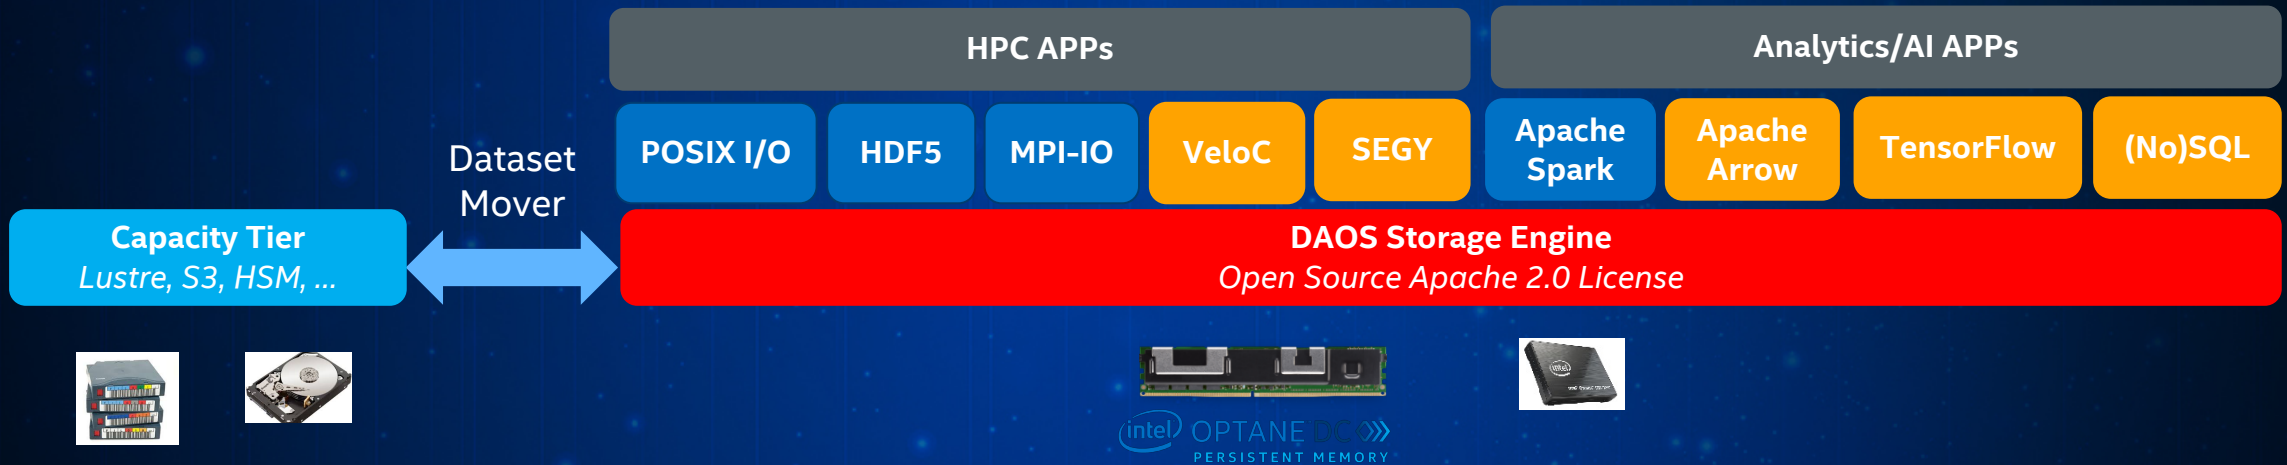 HPC APPs
Analytics/AI APPs
POSIX I/O
HDF5
MPI-IO
VeloC
SEGY
Apache
Spark
Apache
Arrow
TensorFlow
(No)SQL
Dataset
Mover
Capacity Tier
Lustre, S3, HSM, ...
DAOS Storage Engine
Open Source Apache 2.0 License
intel OPTANE DC
PERSISTENT MEMORY
intel